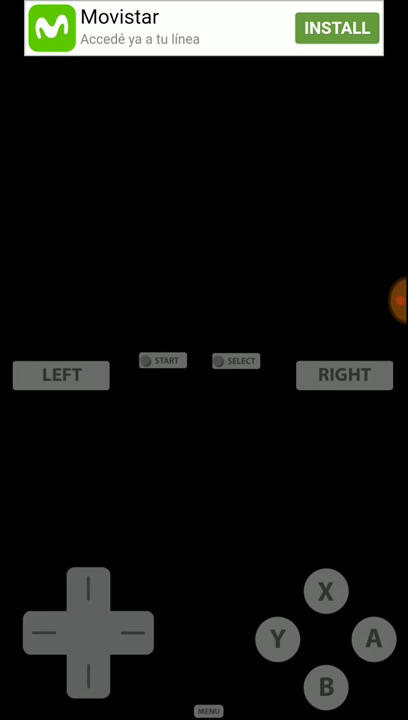 Movistar
Accedé ya a tu línea
INSTALL
START
SELECT
LEFT
RIGHT
X
Y
A
B
MENU